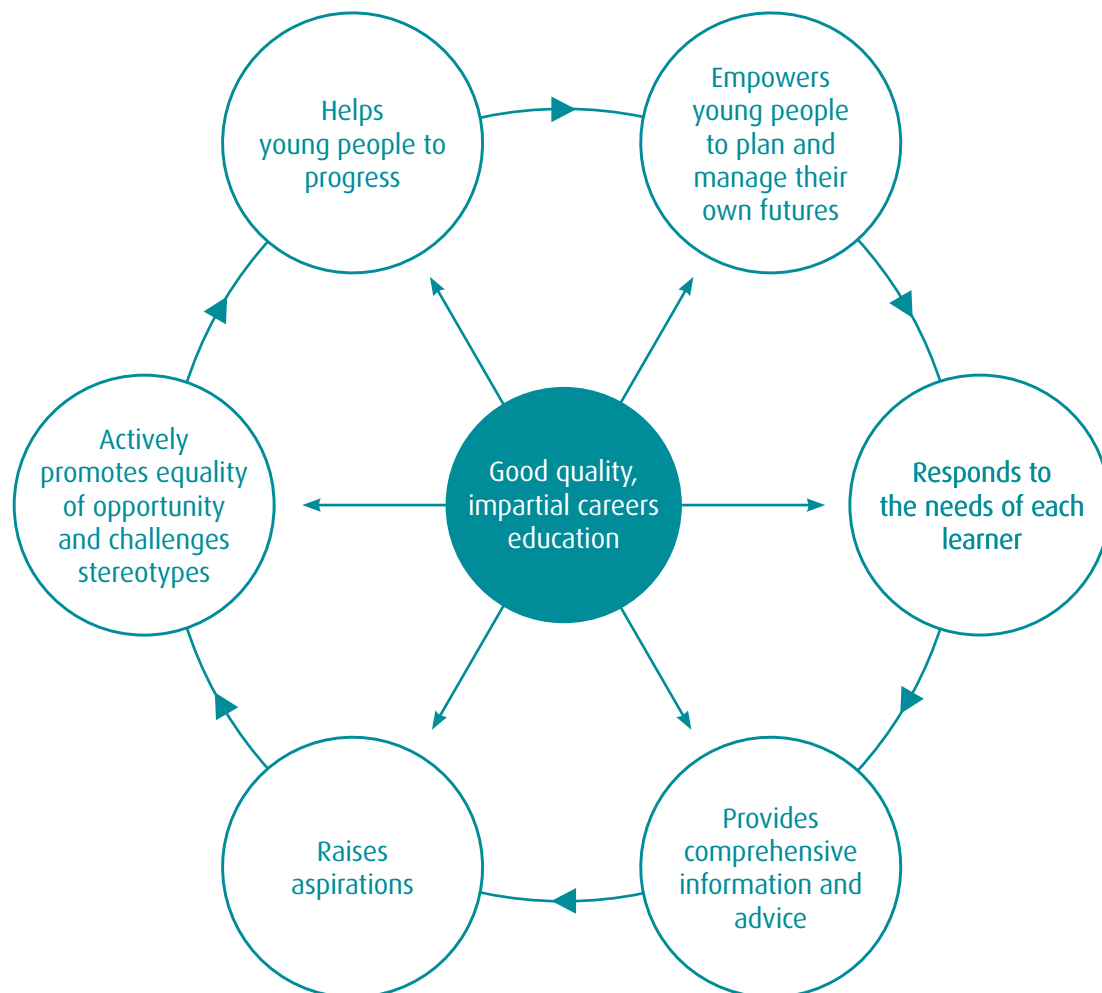 Helps
young people to
progress
Empowers
young people
to plan and
manage their
own futures
Actively
promotes equality
of opportunity
and challenges
stereotypes
Good quality,
impartial careers
education
Responds to
the needs of each
learner
Raises
aspirations
Provides
comprehensive
information and
advice